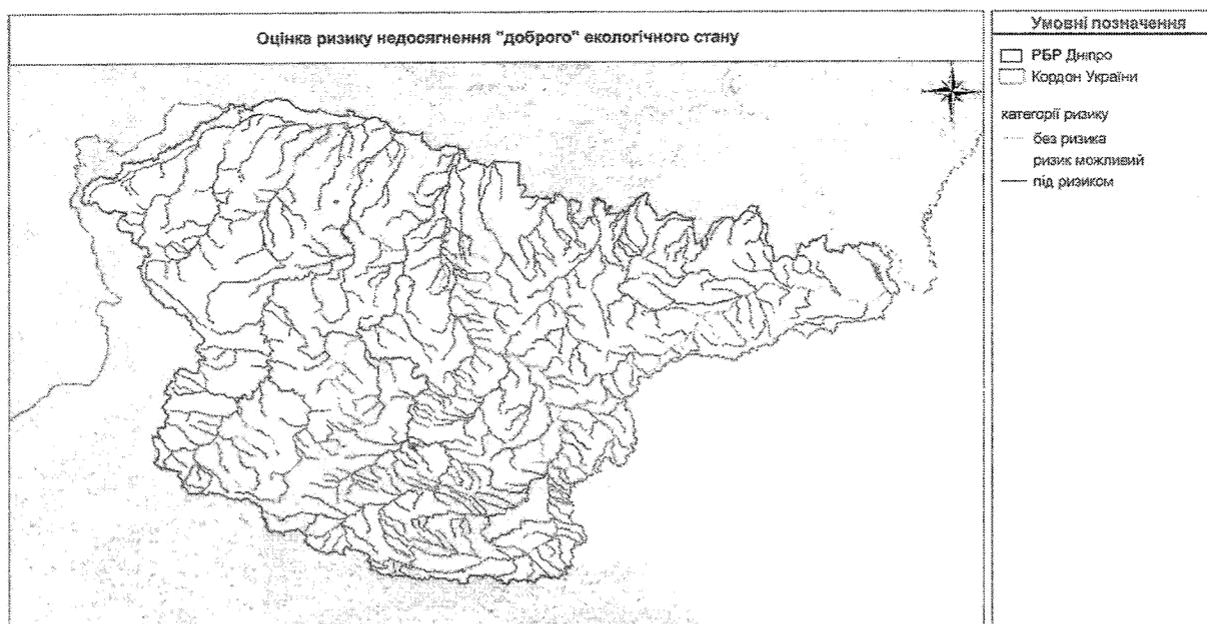 Оцінка ризику недосягнення "доброго" екологічного стану
Умовні позначення
РБР Дніпро
Кордон України
категорії ризику
без ризика
ризик можливий
під ризиком